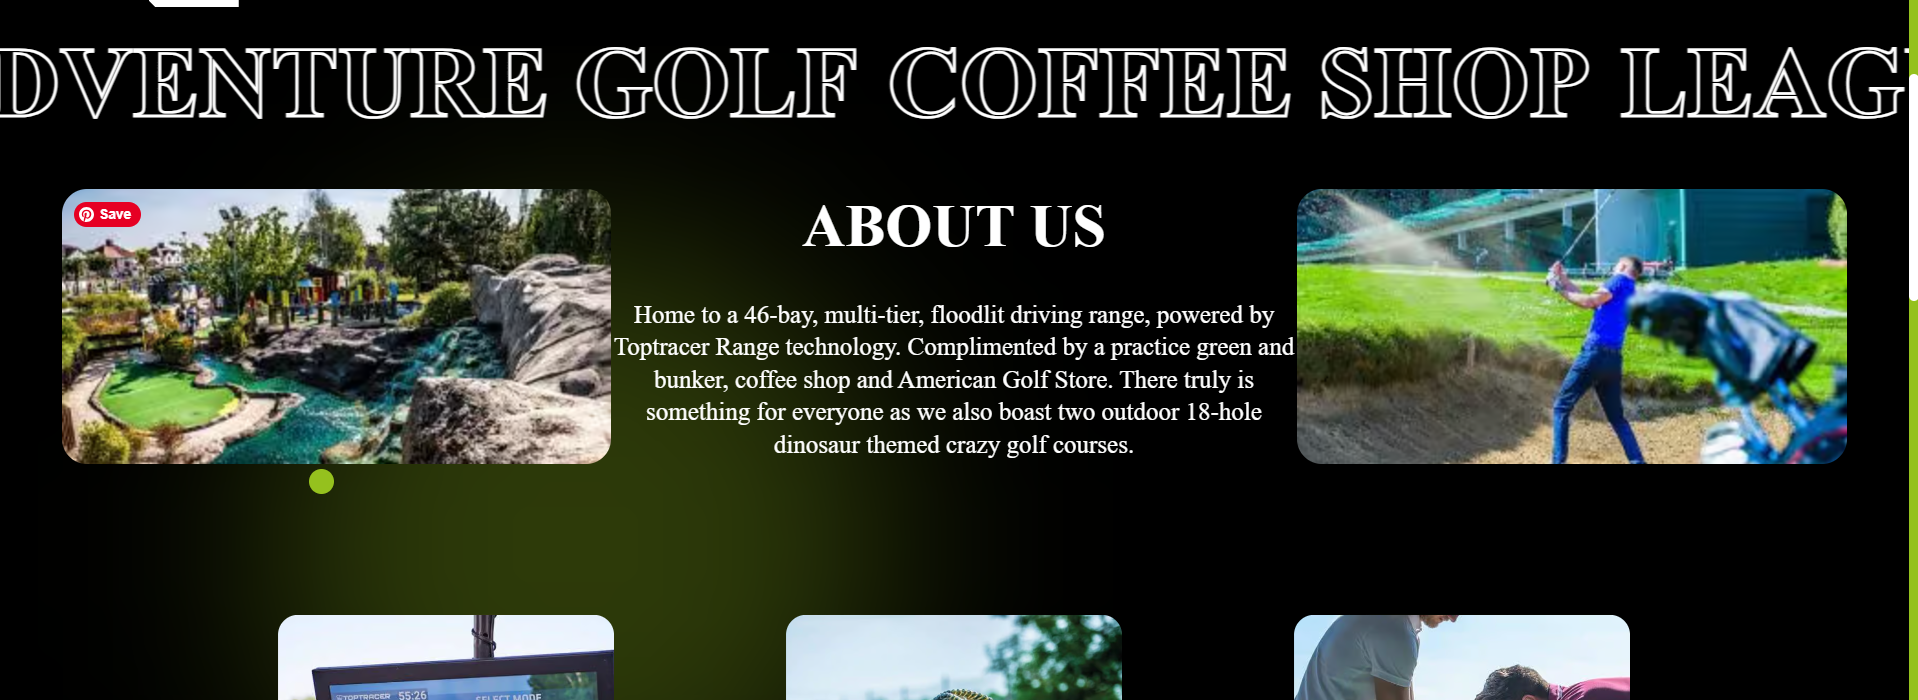 DVENTURE GOLF COFFEE SHOP LEAG
Save
ABOUT US
Home to a 46-bay, multi-tier, floodlit driving range, powered by
Toptracer Range technology. Complimented by a practice green and
bunker, coffee shop and American Golf Store. There truly is
something for everyone as we also boast two outdoor 18-hole
dinosaur themed crazy golf courses.
TOPTRACER 55:26 SELECT MODE